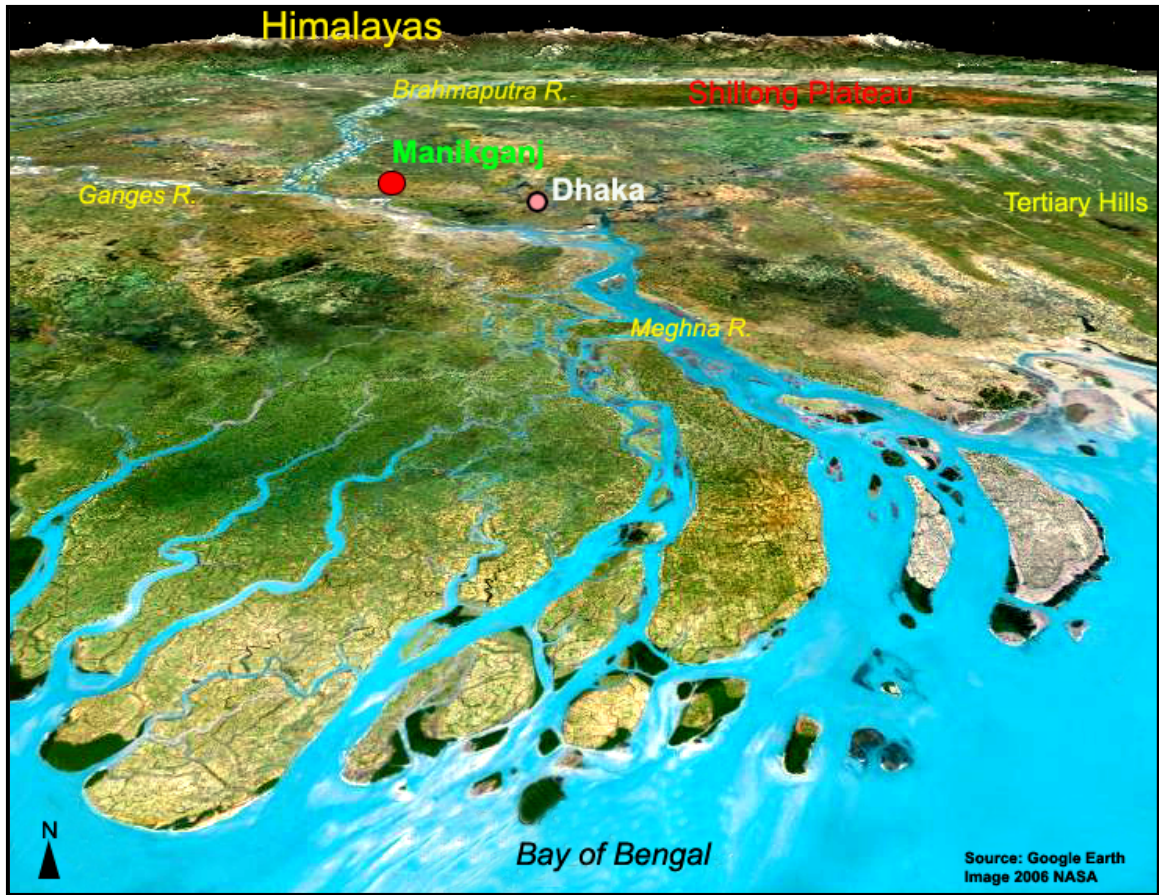 Himalayas
Brahmaputra R.
Shillong Plateau
Manikganj
Ganges R.
Dhaka
Tertiary Hills
Meghna R.
N
Bay of Bengal
Source: Google Earth
Image 2006 NASA